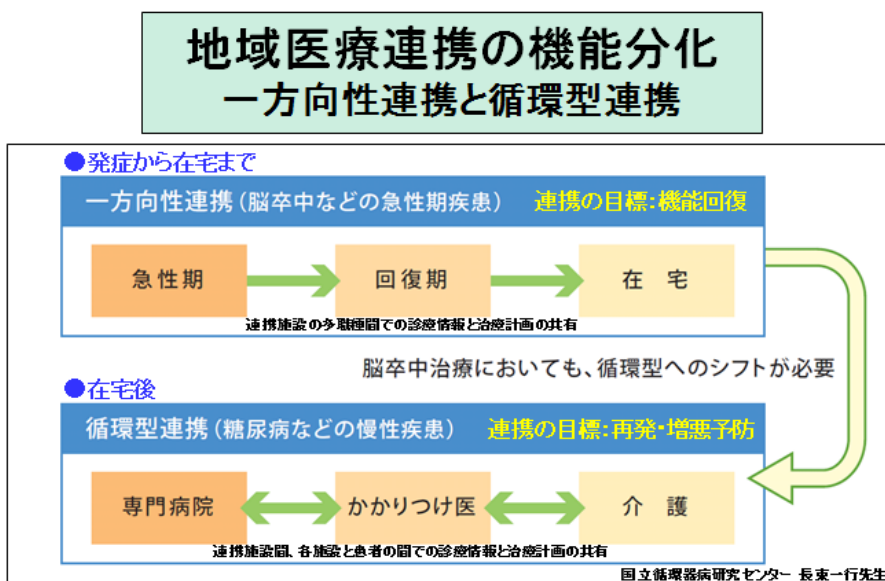 地域医療連携の機能分化
一方向性連携と循環型連携
●発症から在宅まで
一方向性連携(脳卒中などの急性期疾患) 連携の目標:機能回復
急性期 回復期 在 宅
連携施設の多職種間での診療情報と治療計画の共有
脳卒中治療においても、循環型へのシフトが必要
●在宅後
循環型連携(糖尿病などの慢性疾患) 連携の目標:再発・増悪予防
専門病院 かかりつけ医 介 護
連携施設間、各施設と患者の間での診療情報と治療計画の共有
国立循環器病研究センター 長束一行先生